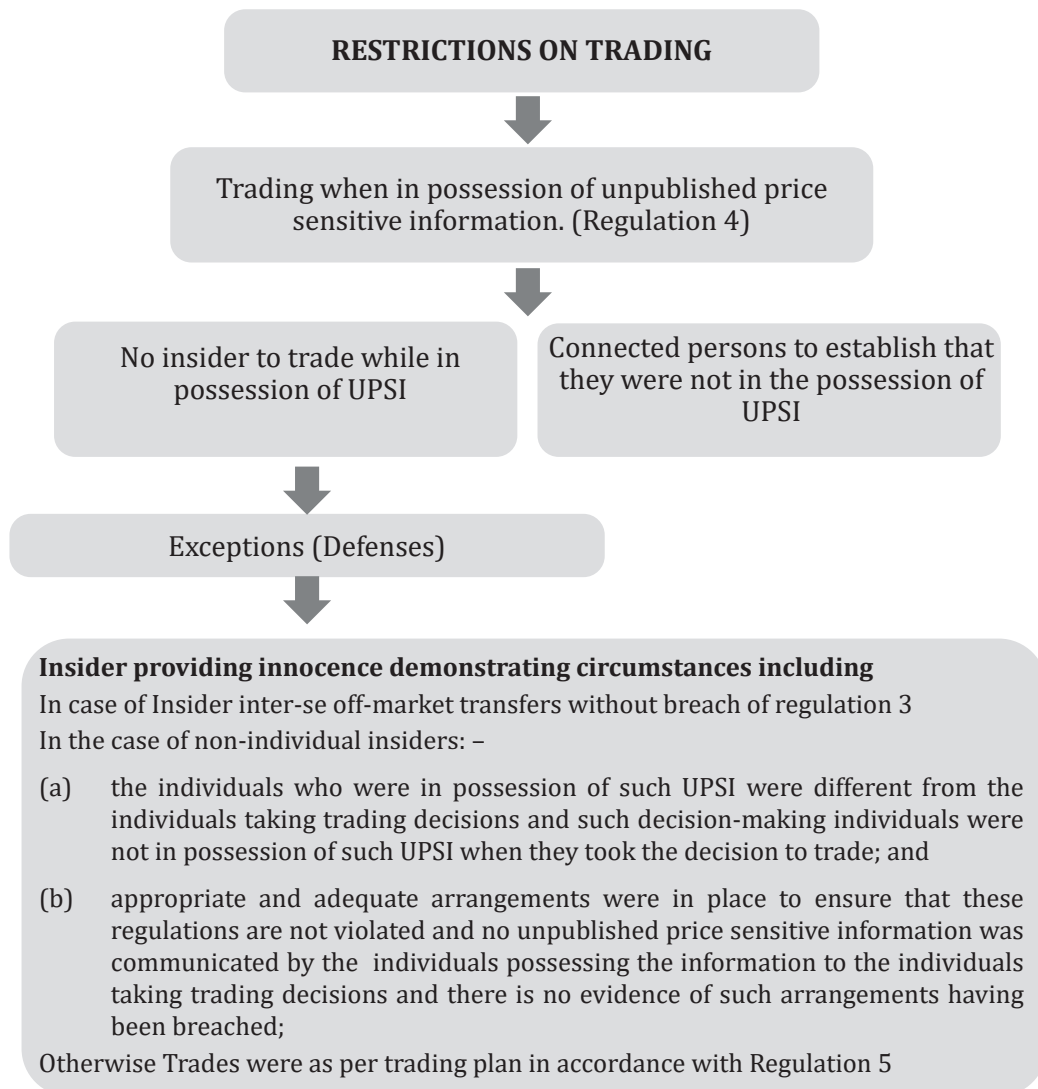 RESTRICTIONS ON TRADING
Trading when in possession of unpublished price
sensitive information. (Regulation 4)
No insider to trade while in
possession of UPSI
Connected persons to establish that
they were not in the possession of
UPSI
Exceptions (Defenses)
Insider providing innocence demonstrating circumstances including
In case of Insider inter-se off-market transfers without breach of regulation 3
In the case of non-individual insiders: –
(a) the individuals who were in possession of such UPSI were different from the
individuals taking trading decisions and such decision-making individuals were
not in possession of such UPSI when they took the decision to trade; and
(b) appropriate and adequate arrangements were in place to ensure that these
regulations are not violated and no unpublished price sensitive information was
communicated by the individuals possessing the information to the individuals
taking trading decisions and there is no evidence of such arrangements having
been breached;
Otherwise Trades were as per trading plan in accordance with Regulation 5